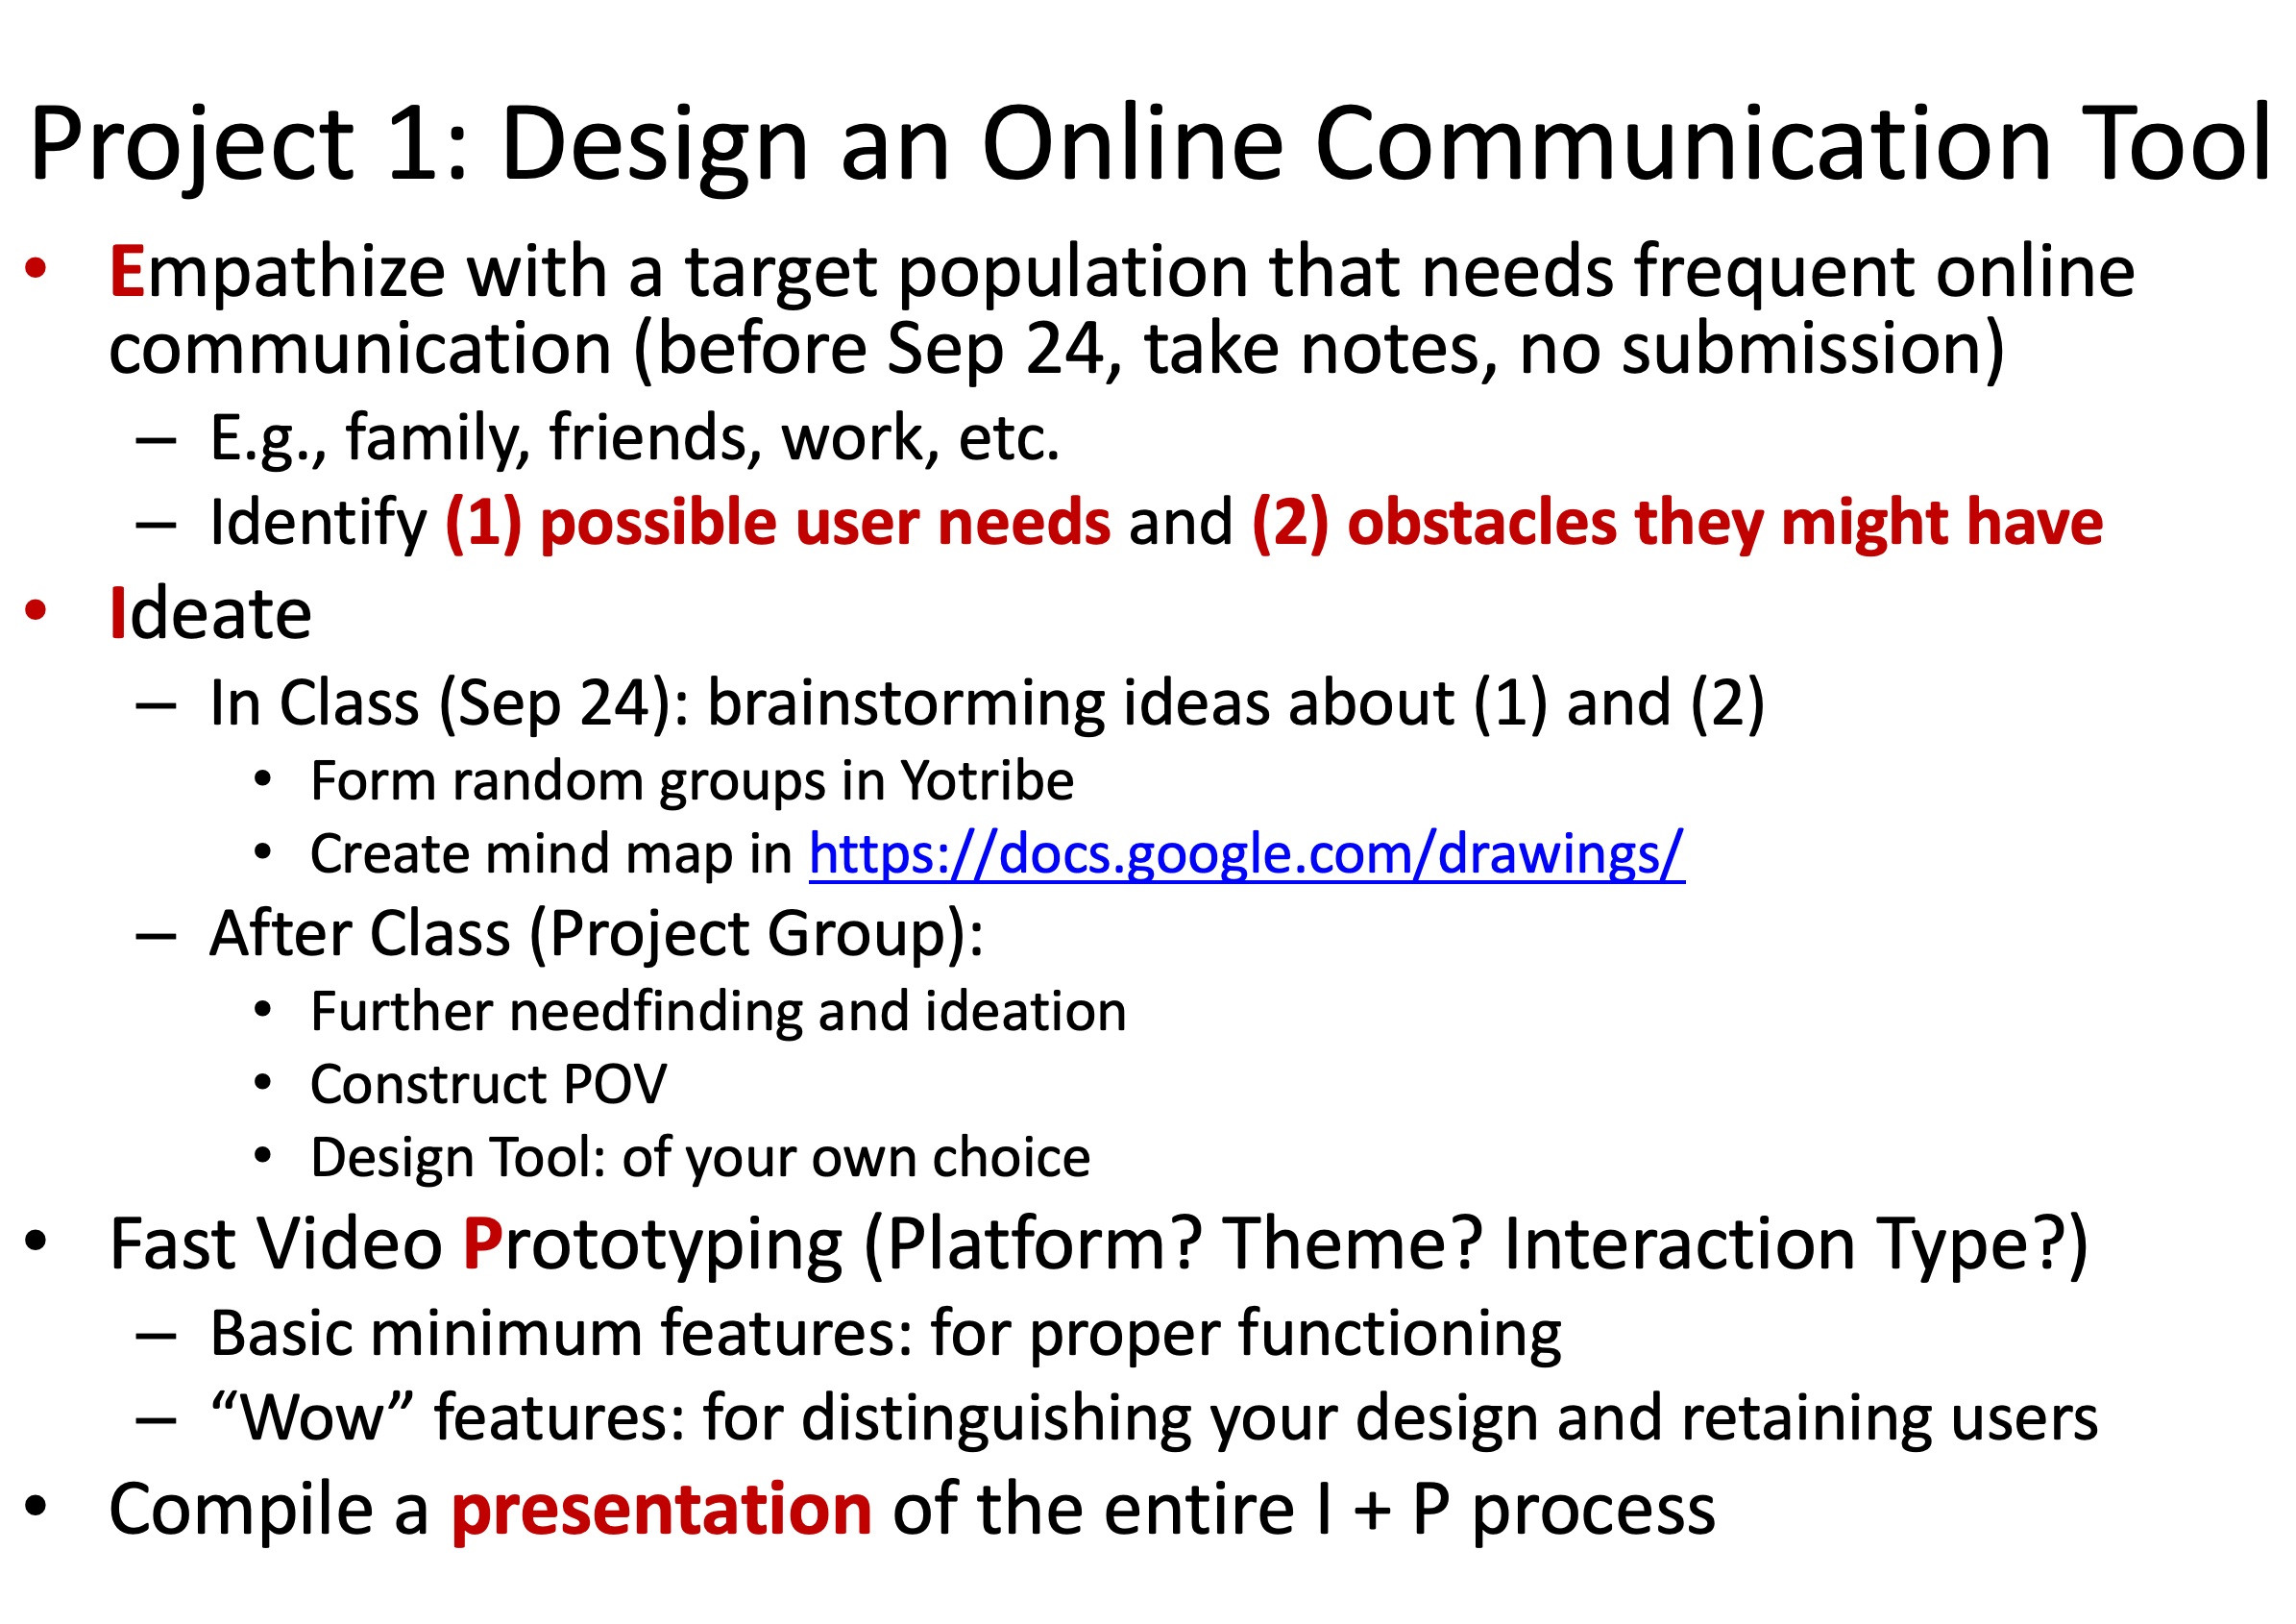 Project 1: Design an Online Communication Tool
• Empathize with a target population that needs frequent online
communication (before Sep 24, take notes, no submission)
– E.g., family, friends, work, etc.
– Identify (1) possible user needs and (2) obstacles they might have
• Ideate
– In Class (Sep 24): brainstorming ideas about (1) and (2)
• Form random groups in Yotribe
• Create mind map in https://docs.google.com/drawings/
– After Class (Project Group):
• Further needfinding and ideation
• Construct POV
• Design Tool: of your own choice
• Fast Video Prototyping (Platform? Theme? Interaction Type?)
– Basic minimum features: for proper functioning
– “Wow” features: for distinguishing your design and retaining users
• Compile a presentation of the entire I + P process